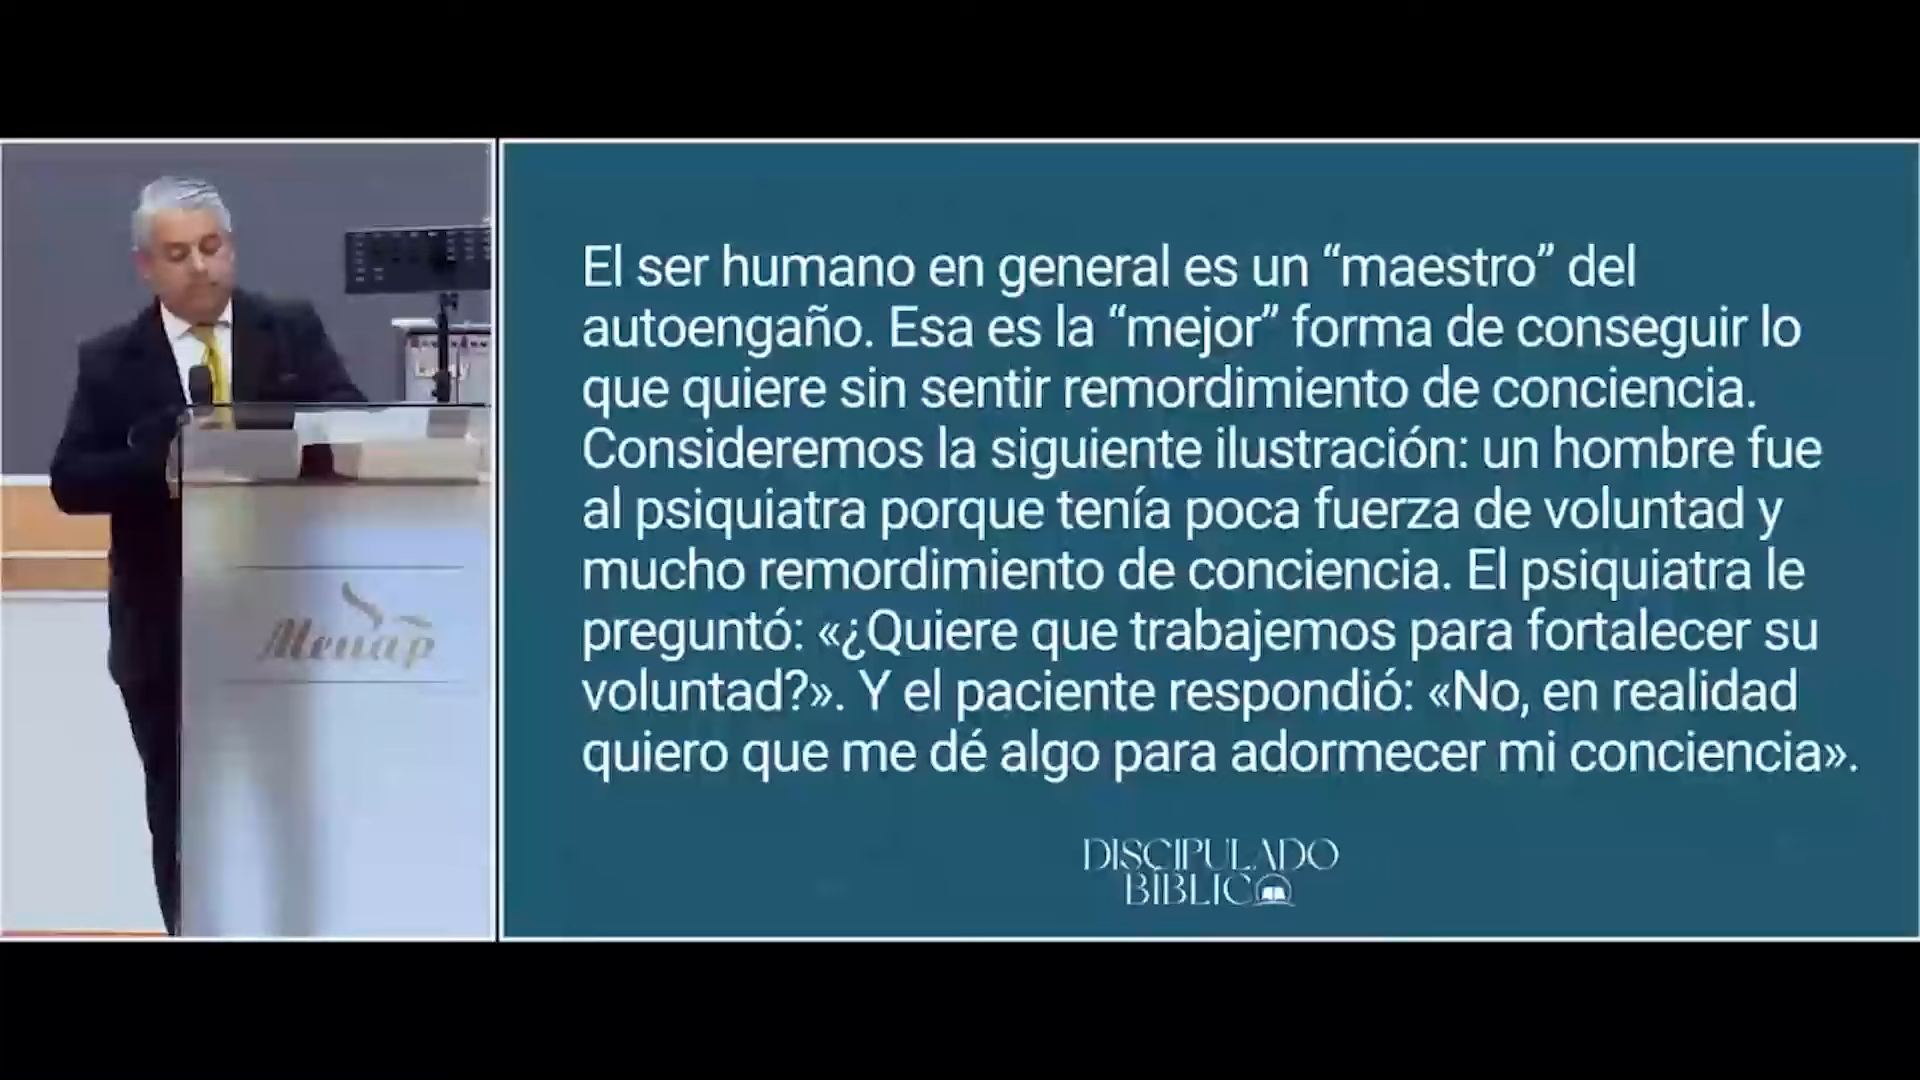 El ser humano en general es un “maestro” del
autoengaño. Esa es la “mejor” forma de conseguir lo
que quiere sin sentir remordimiento de conciencia.
Consideremos la siguiente ilustración: un hombre fue
al psiquiatra porque tenía poca fuerza de voluntad y
mucho remordimiento de conciencia. El psiquiatra le
preguntó: «¿Quiere que trabajemos para fortalecer su
voluntad?». Y el paciente respondió: «No, en realidad
quiero que me dé algo para adormecer mi conciencia».
DISCIPULADO
BÍBLICO
Menap